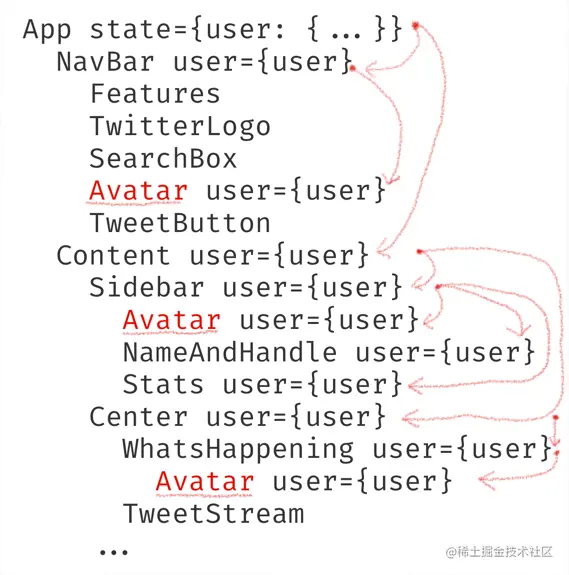 App state={user: {...}}
NavBar user={user}
Features
TwitterLogo
SearchBox
Avatar user={user}
TweetButton
Content user={user}
Sidebar user={user}
Avatar user={user}
NameAndHandle user={user}
Stats user={user}
Center user={user}
WhatsHappening user={user}
Avatar user={user}
TweetStream
...
@稀土掘金技术社区